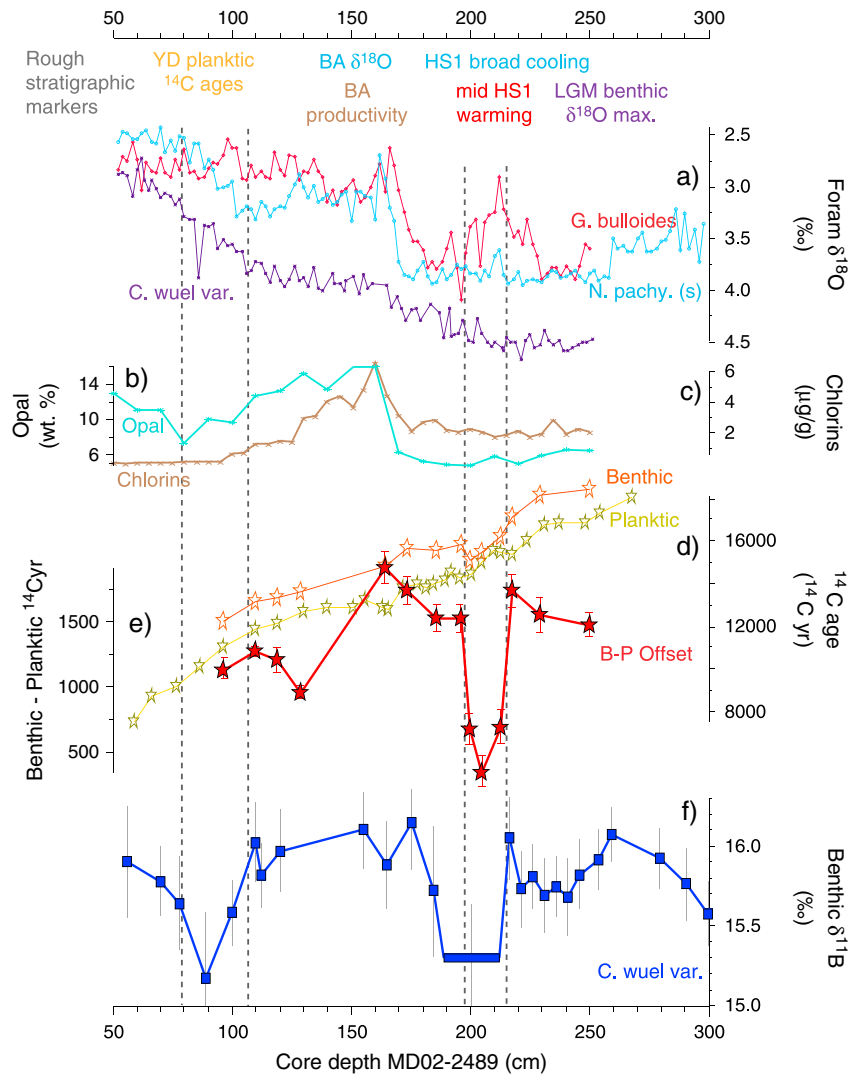 50 100 150 200 250 300
Rough
stratigraphic
markers
YD planktic
¹⁴C ages
BA δ¹⁸O
BA
productivity
HS1 broad cooling
mid HS1
warming
LGM benthic
δ¹⁸O max.
2.5
3.0
3.5
4.0
4.5
Foram δ¹⁸O
(‰)
a)
G. bulloides
N. pachy. (s)
C. wuel var.
b)
14
10
6
Opal
(wt. %)
Opal
Chlorins
c)
6
4
2
Chlorins
(μg/g)
Benthic
Planktic
d)
16000
12000
8000
¹⁴C age
(¹⁴C yr)
e)
1500
1000
500
Benthic - Planktic ¹⁴Cyr
B-P Offset
f)
16.0
15.5
15.0
Benthic δ¹¹B
(‰)
C. wuel var.
50 100 150 200 250 300
Core depth MD02-2489 (cm)